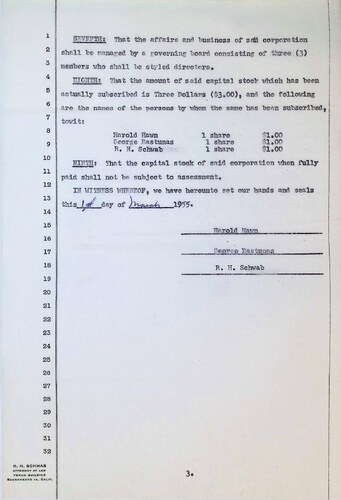 1
2
3
4
5
6
7
8
9
10
11
12
13
14
15
16
17
18
19
20
21
22
23
24
25
26
27
28
29
30
31
32
SEVENTH: That the affairs and business of said corporation
shall be managed by a governing board consisting of three (3)
members who shall be styled directors.
EIGHTH: That the amount of said capital stock which has been
actually subscribed is Three Dollars ($3.00), and the following
are the names of the persons by whom the same has been subscribed,
towit:
Harold Hawn 1 share $1.00
George Eastunas 1 share $1.00
R. H. Schwab 1 share $1.00
NINTH: That the capital stock of said corporation when fully
paid shall not be subject to assessment.
IN WITNESS WHEREOF, we have hereunto set our hands and seals
this 1st day of March 1955.
Harold Hawn
George Eastunas
R. H. Schwab
R. H. SCHWAB
ATTORNEY AT LAW
FORUM BUILDING
SACRAMENTO 14, CALIF.
3.